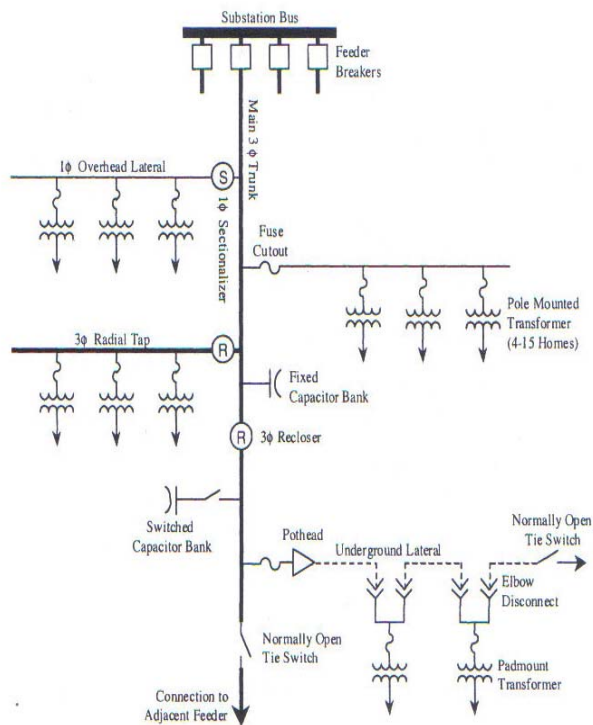 Substation Bus
Feeder
Breakers
Main 3 ϕ Trunk
1ϕ Overhead Lateral
S
1ϕ Sectionalizer
Fuse
Cutout
Pole Mounted
Transformer
(4-15 Homes)
3ϕ Radial Tap
R
Fixed
Capacitor Bank
R
3ϕ Recloser
Switched
Capacitor Bank
Pothead
Underground Lateral
Normally Open
Tie Switch
Elbow
Disconnect
Normally Open
Tie Switch
Padmount
Transformer
Connection to
Adjacent Feeder